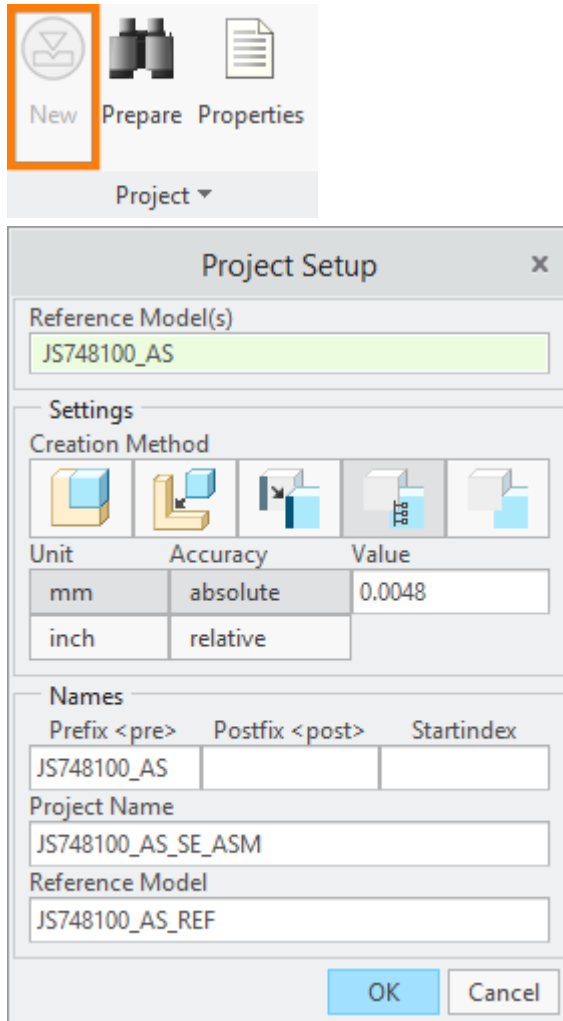 New Prepare Properties
Project
Project Setup
Reference Model(s)
JS748100_AS
Settings
Creation Method
Unit Accuracy Value
mm absolute 0.0048
inch relative
Names
Prefix <pre> Postfix <post> Startindex
JS748100_AS
Project Name
JS748100_AS_SE_ASM
Reference Model
JS748100_AS_REF
OK Cancel